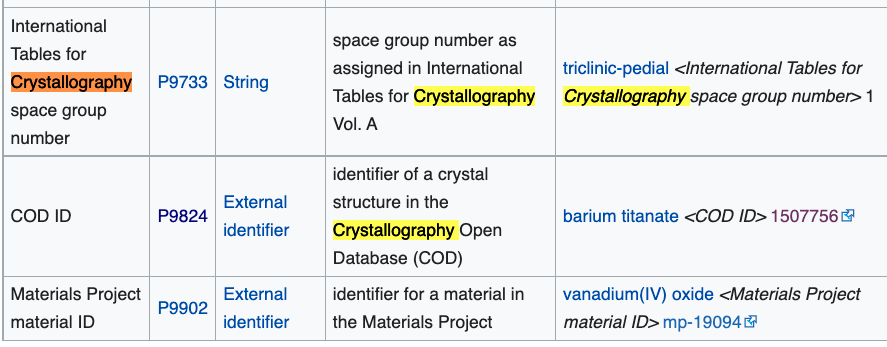 International
Tables for
Crystallography
space group
number
P9733
String
space group number as
assigned in International
Tables for Crystallography
Vol. A
triclinic-pedial <International Tables for
Crystallography space group number> 1
COD ID
P9824
External
identifier
identifier of a crystal
structure in the
Crystallography Open
Database (COD)
barium titanate <COD ID> 1507756
Materials Project
material ID
P9902
External
identifier
identifier for a material in
the Materials Project
vanadium(IV) oxide <Materials Project
material ID> mp-19094